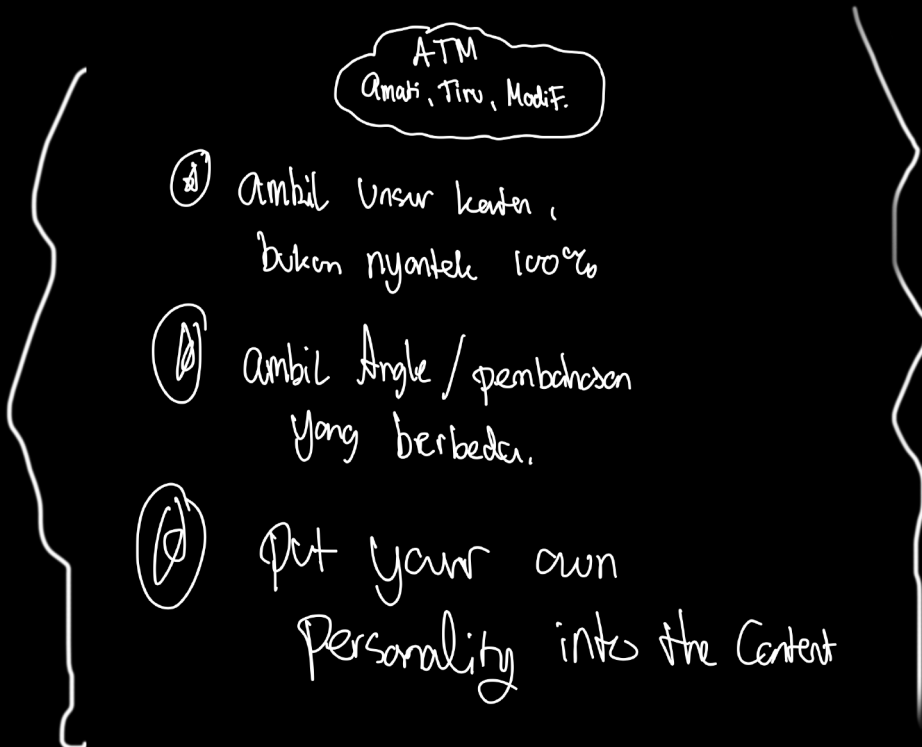 ATM
Amati, Tiru, Modif.
ambil unsur konten,
bukan nyontek 100%
ambil Angle / pembahasan
yang berbeda.
put your own
personality into the Content